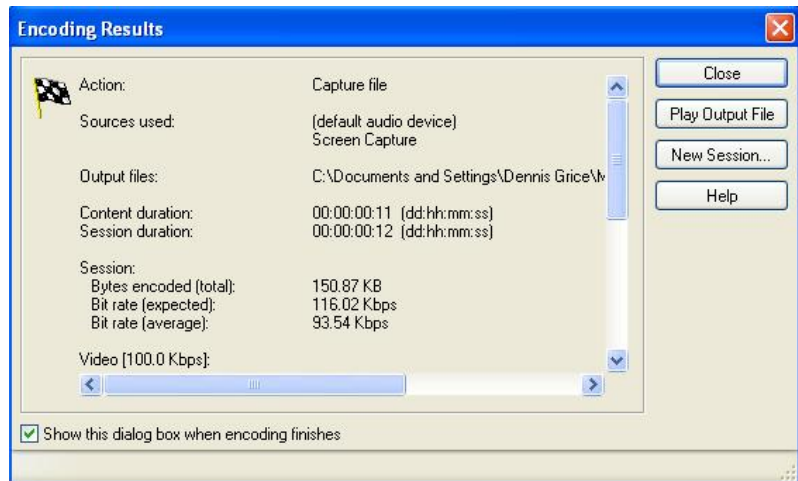 Encoding Results
Action: Capture file
Sources used: (default audio device)
Screen Capture
Output files: C:\Documents and Settings\Dennis Grice\
Content duration: 00:00:00:11 (dd:hh:mm:ss)
Session duration: 00:00:00:12 (dd:hh:mm:ss)
Session:
Bytes encoded (total): 150.87 KB
Bit rate (expected): 116.02 Kbps
Bit rate (average): 93.54 Kbps
Video [100.0 Kbps]:
Show this dialog box when encoding finishes
Close
Play Output File
New Session...
Help